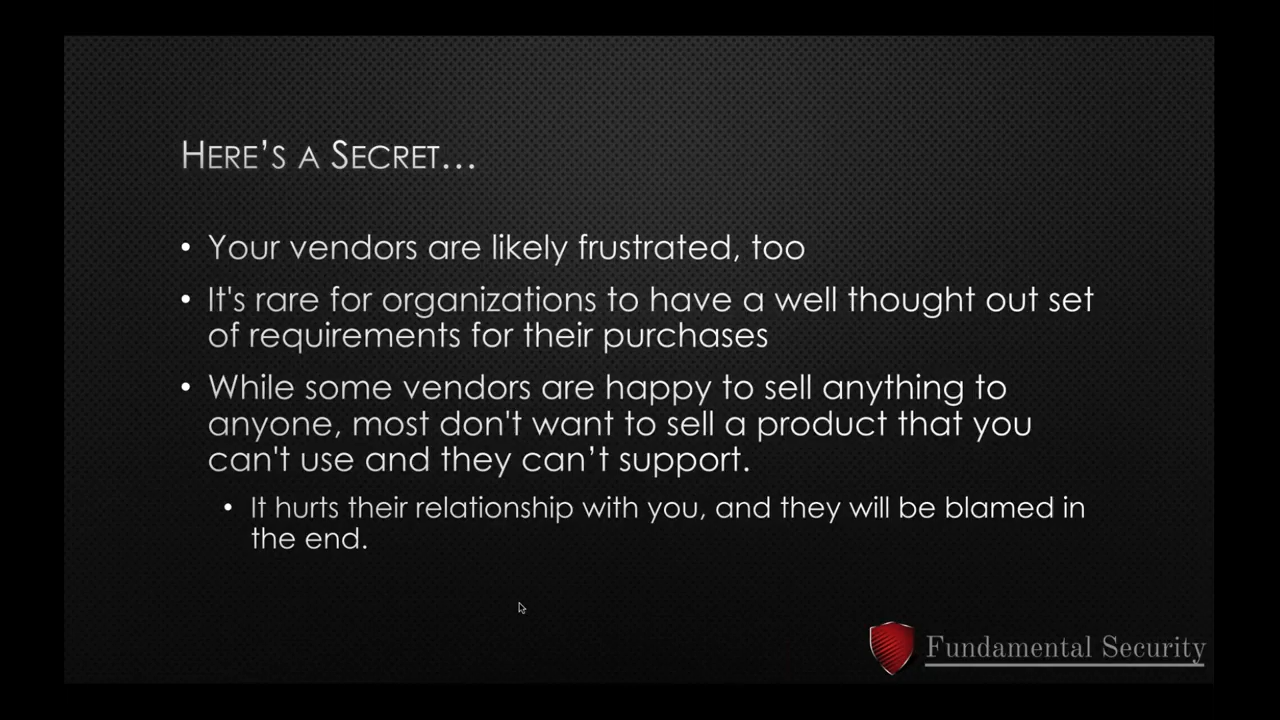 HERE'S A SECRET...
• Your vendors are likely frustrated, too
• It's rare for organizations to have a well thought out set
of requirements for their purchases
• While some vendors are happy to sell anything to
anyone, most don't want to sell a product that you
can't use and they can’t support.
• It hurts their relationship with you, and they will be blamed in
the end.
Fundamental Security